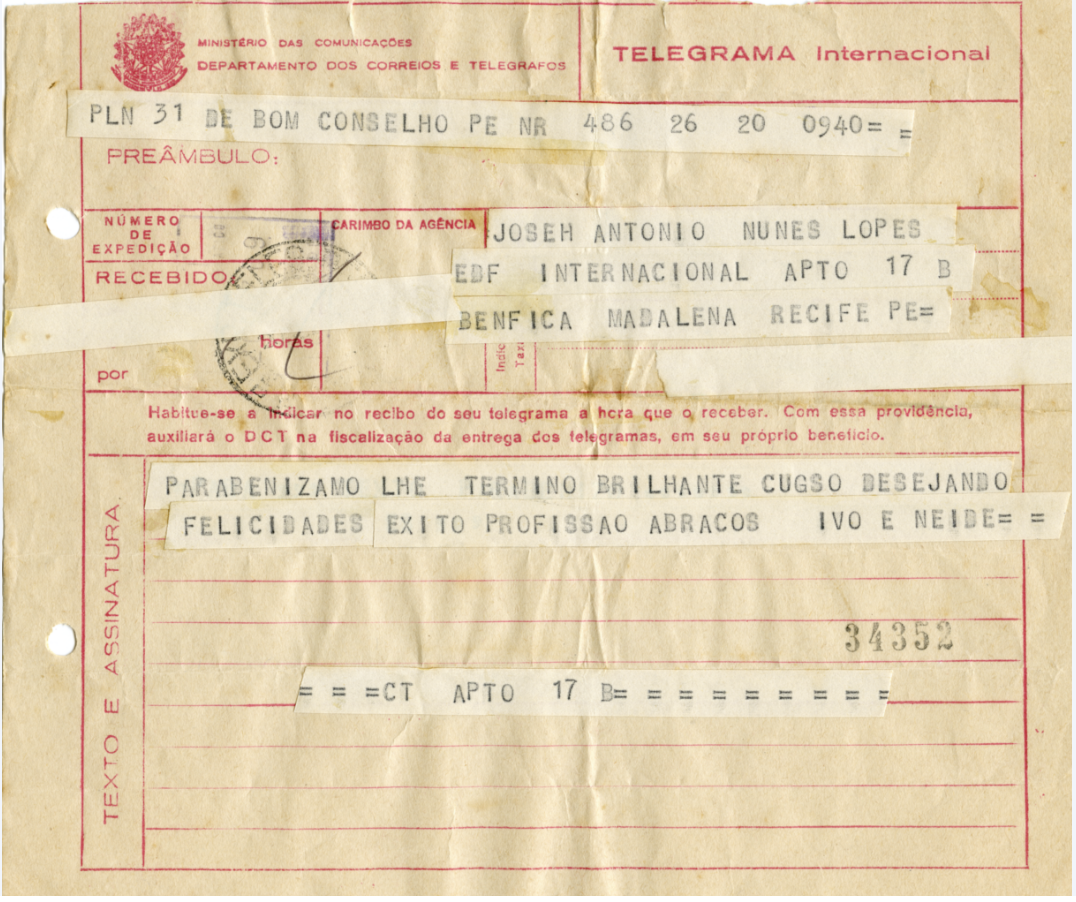 MINISTÉRIO DAS COMUNICAÇÕES
DEPARTAMENTO DOS CORREIOS E TELEGRAFOS
TELEGRAMA Internacional
PLN 31 DE BOM CONSELHO PE NR 486 26 20 0940= =
PREÂMBULO:
NÚMERO
DE
EXPEDIÇÃO
CARIMBO DA AGÊNCIA
JOSEH ANTONIO NUNES LOPES
RECEBIDO
EDF INTERNACIONAL APTO 17 B
BENFICA MADALENA RECIFE PE=
horas
por
Habitue-se a indicar no recibo do seu telegrama a hora que o receber. Com essa providência,
auxiliará o DCT na fiscalização da entrega dos telegramas, em seu próprio benefício.
TEXTO E ASSINATURA.
PARABENIZAMO LHE TERMINO BRILHANTE CUGSO DESEJANDO
FELICIDADES EXITO PROFISSAO ABRACOS IVO E NEIDE= =
34352
= = =CT APTO 17 B= = = = = = = = =